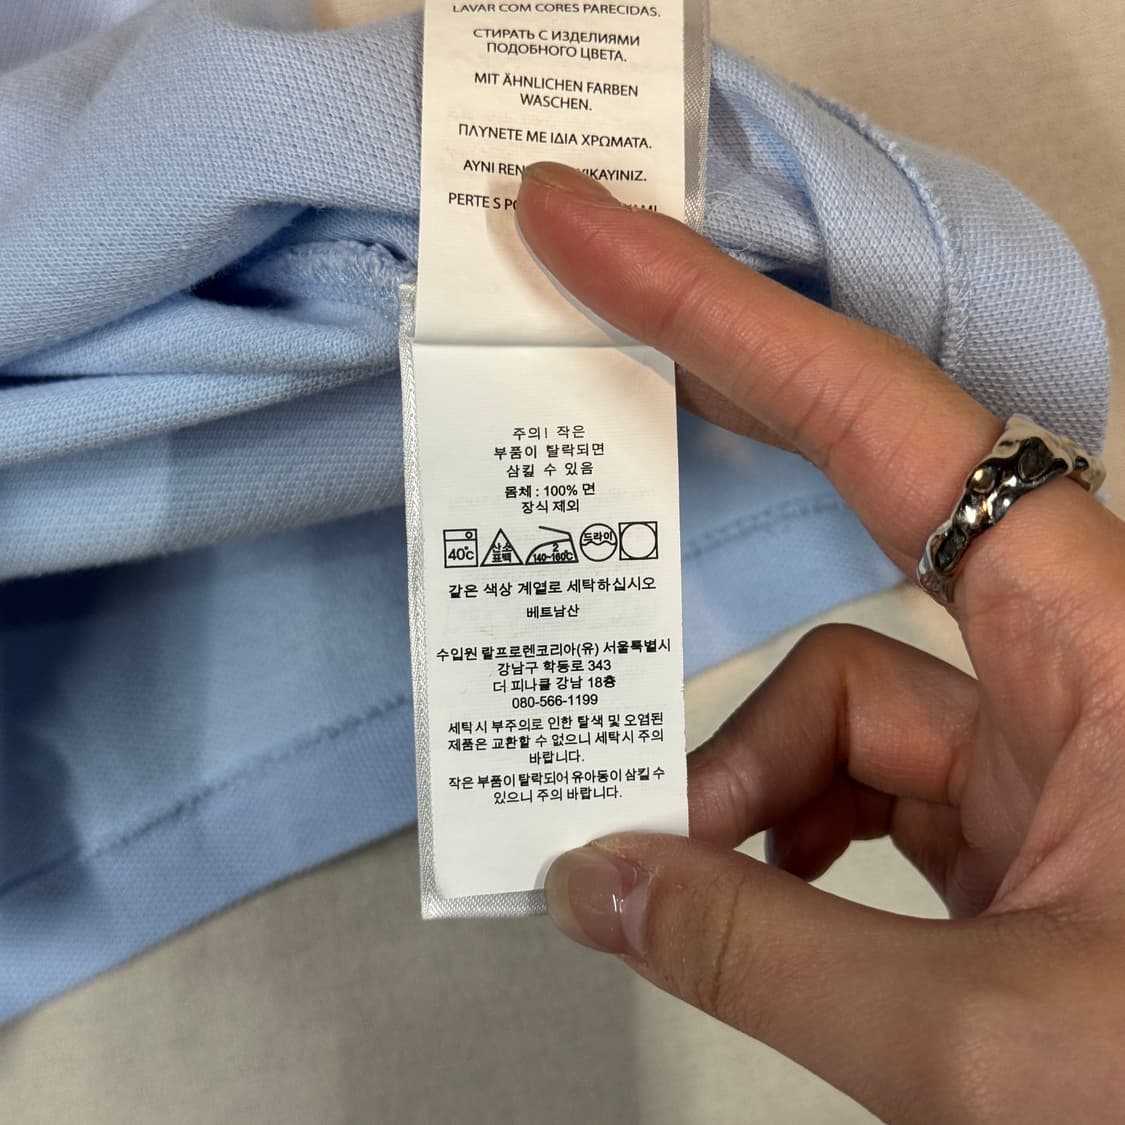 LAVAR COM CORES PARECIDAS.
СТИРАТЬ С ИЗДЕЛИЯМИ
ПОДОБНОГО ЦВЕТА.
MIT ÄHNLICHEN FARBEN
WASCHEN.
ΠΛΥΝΕΤΕ ΜΕ ΙΔΙΑ ΧΡΩΜΑΤΑ.
AYNI YIKAYINIZ.
PERTE S
주의! 작은
부품이 탈락되면
삼킬 수 있음
몸체 : 100% 면
장식 제외
40℃ 산소 표백 2 140~160℃ 드라이
같은 색상 계열로 세탁하십시오
베트남산
수입원 랄프로렌코리아(유) 서울특별시
강남구 학동로 343
더 피나클 강남 18층
080-566-1199
세탁시 부주의로 인한 탈색 및 오염된
제품은 교환할 수 없으니 세탁시 주의
바랍니다.
작은 부품이 탈락되어 유아동이 삼킬 수
있으니 주의 바랍니다.